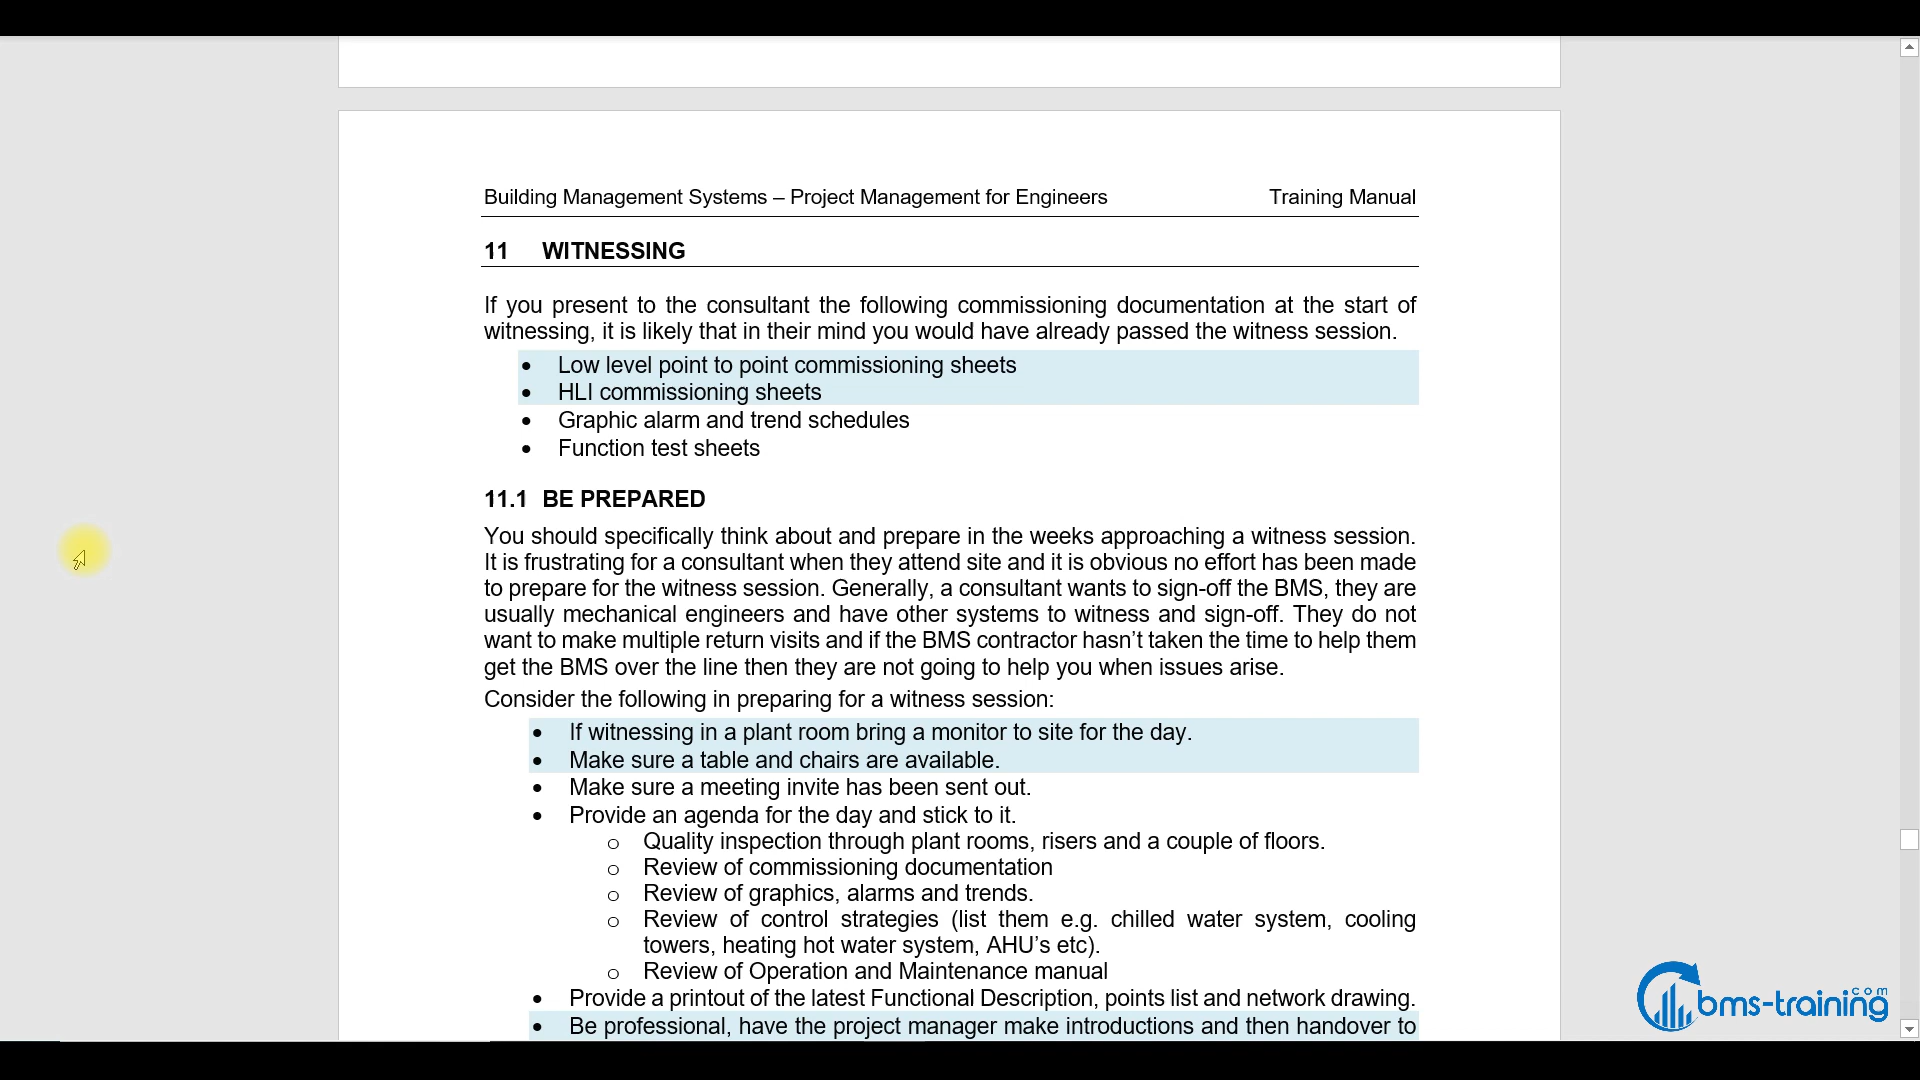 Building Management Systems – Project Management for Engineers Training Manual
11 WITNESSING
If you present to the consultant the following commissioning documentation at the start of
witnessing, it is likely that in their mind you would have already passed the witness session.
• Low level point to point commissioning sheets
• HLI commissioning sheets
• Graphic alarm and trend schedules
• Function test sheets
11.1 BE PREPARED
You should specifically think about and prepare in the weeks approaching a witness session.
It is frustrating for a consultant when they attend site and it is obvious no effort has been made
to prepare for the witness session. Generally, a consultant wants to sign-off the BMS, they are
usually mechanical engineers and have other systems to witness and sign-off. They do not
want to make multiple return visits and if the BMS contractor hasn’t taken the time to help them
get the BMS over the line then they are not going to help you when issues arise.
Consider the following in preparing for a witness session:
• If witnessing in a plant room bring a monitor to site for the day.
• Make sure a table and chairs are available.
• Make sure a meeting invite has been sent out.
• Provide an agenda for the day and stick to it.
o Quality inspection through plant rooms, risers and a couple of floors.
o Review of commissioning documentation
o Review of graphics, alarms and trends.
o Review of control strategies (list them e.g. chilled water system, cooling
towers, heating hot water system, AHU’s etc).
o Review of Operation and Maintenance manual
• Provide a printout of the latest Functional Description, points list and network drawing.
• Be professional, have the project manager make introductions and then handover to
bms-training.com